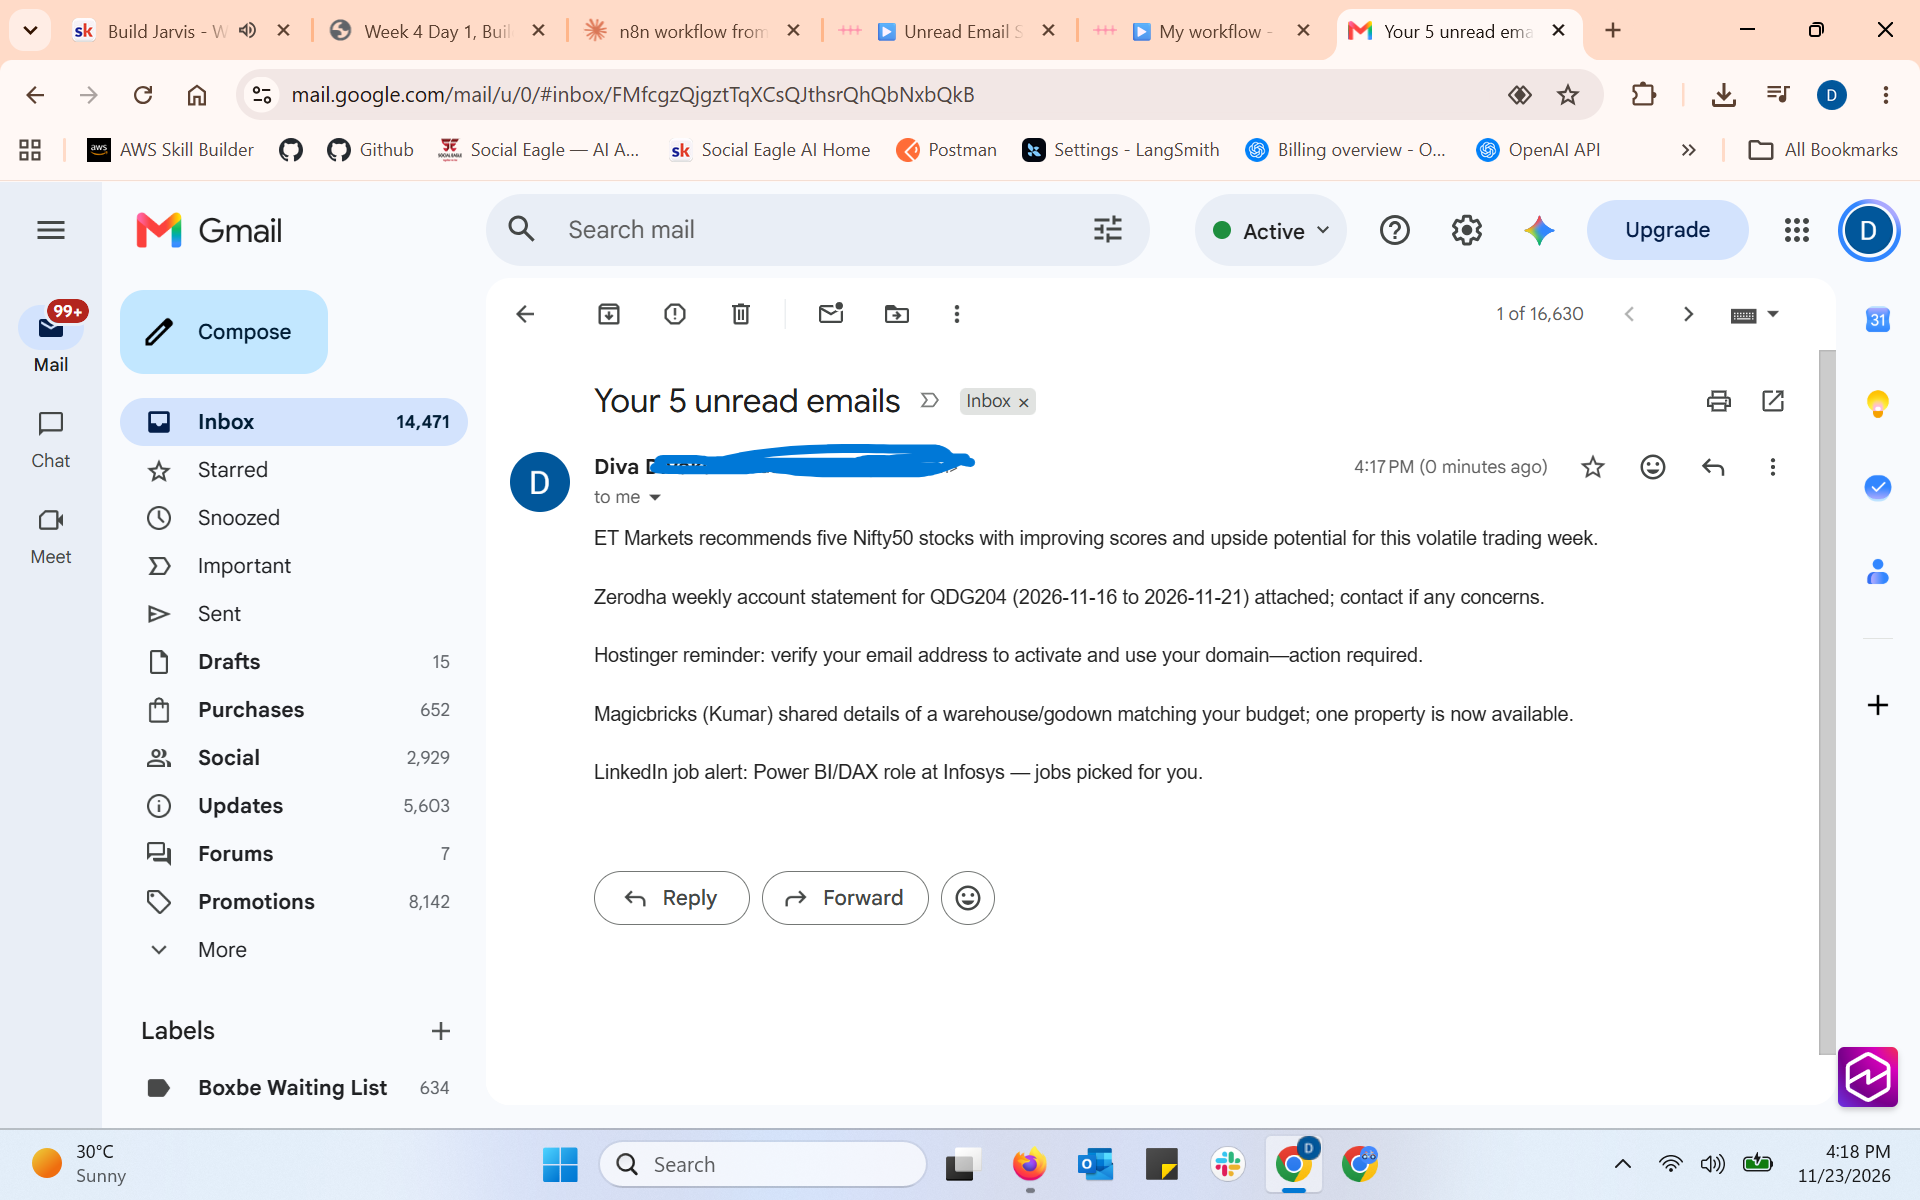 Build Jarvis - W
Week 4 Day 1, Buil
n8n workflow from
Unread Email S
My workflow -
Your 5 unread ema
mail.google.com/mail/u/0/#inbox/FMfcgzQjgztTqXCsQJthsrQhQbNxbQkB
D
aws AWS Skill Builder
Github
SOCIAL EAGLE Social Eagle — AI A...
sk Social Eagle AI Home
Postman
Settings - LangSmith
Billing overview - O...
OpenAI API
All Bookmarks
Gmail
Search mail
Active
Upgrade
D
99+
Mail
Chat
Meet
Compose
Inbox 14,471
Starred
Snoozed
Important
Sent
Drafts 15
Purchases 652
Social 2,929
Updates 5,603
Forums 7
Promotions 8,142
More
Labels
Boxbe Waiting List 634
1 of 16,630
31
Your 5 unread emails
Inbox x
D
Diva
4:17 PM (0 minutes ago)
to me
ET Markets recommends five Nifty50 stocks with improving scores and upside potential for this volatile trading week.
Zerodha weekly account statement for QDG204 (2026-11-16 to 2026-11-21) attached; contact if any concerns.
Hostinger reminder: verify your email address to activate and use your domain—action required.
Magicbricks (Kumar) shared details of a warehouse/godown matching your budget; one property is now available.
LinkedIn job alert: Power BI/DAX role at Infosys — jobs picked for you.
Reply
Forward
30°C
Sunny
Search
D
4:18 PM
11/23/2026